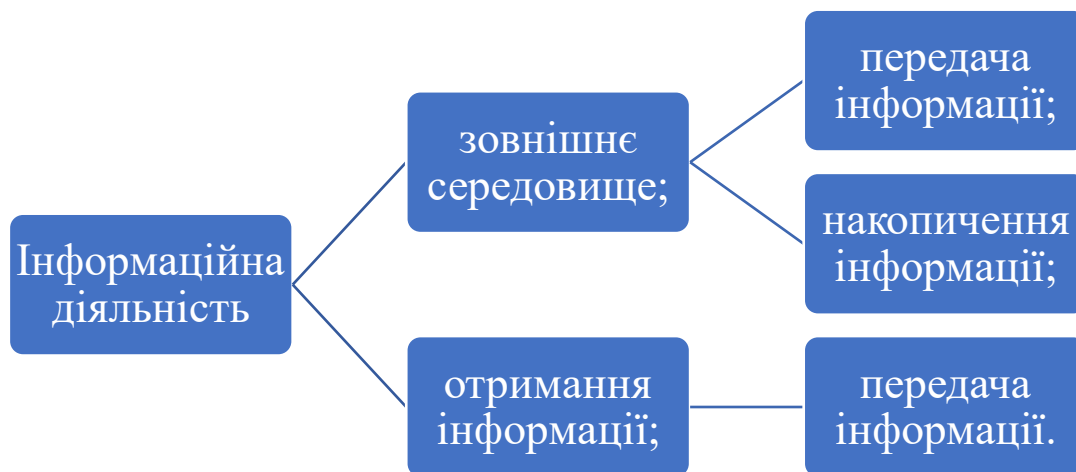 Інформаційна
діяльність
зовнішнє
середовище;
передача
інформації;
накопичення
інформації;
отримання
інформації;
передача
інформації.